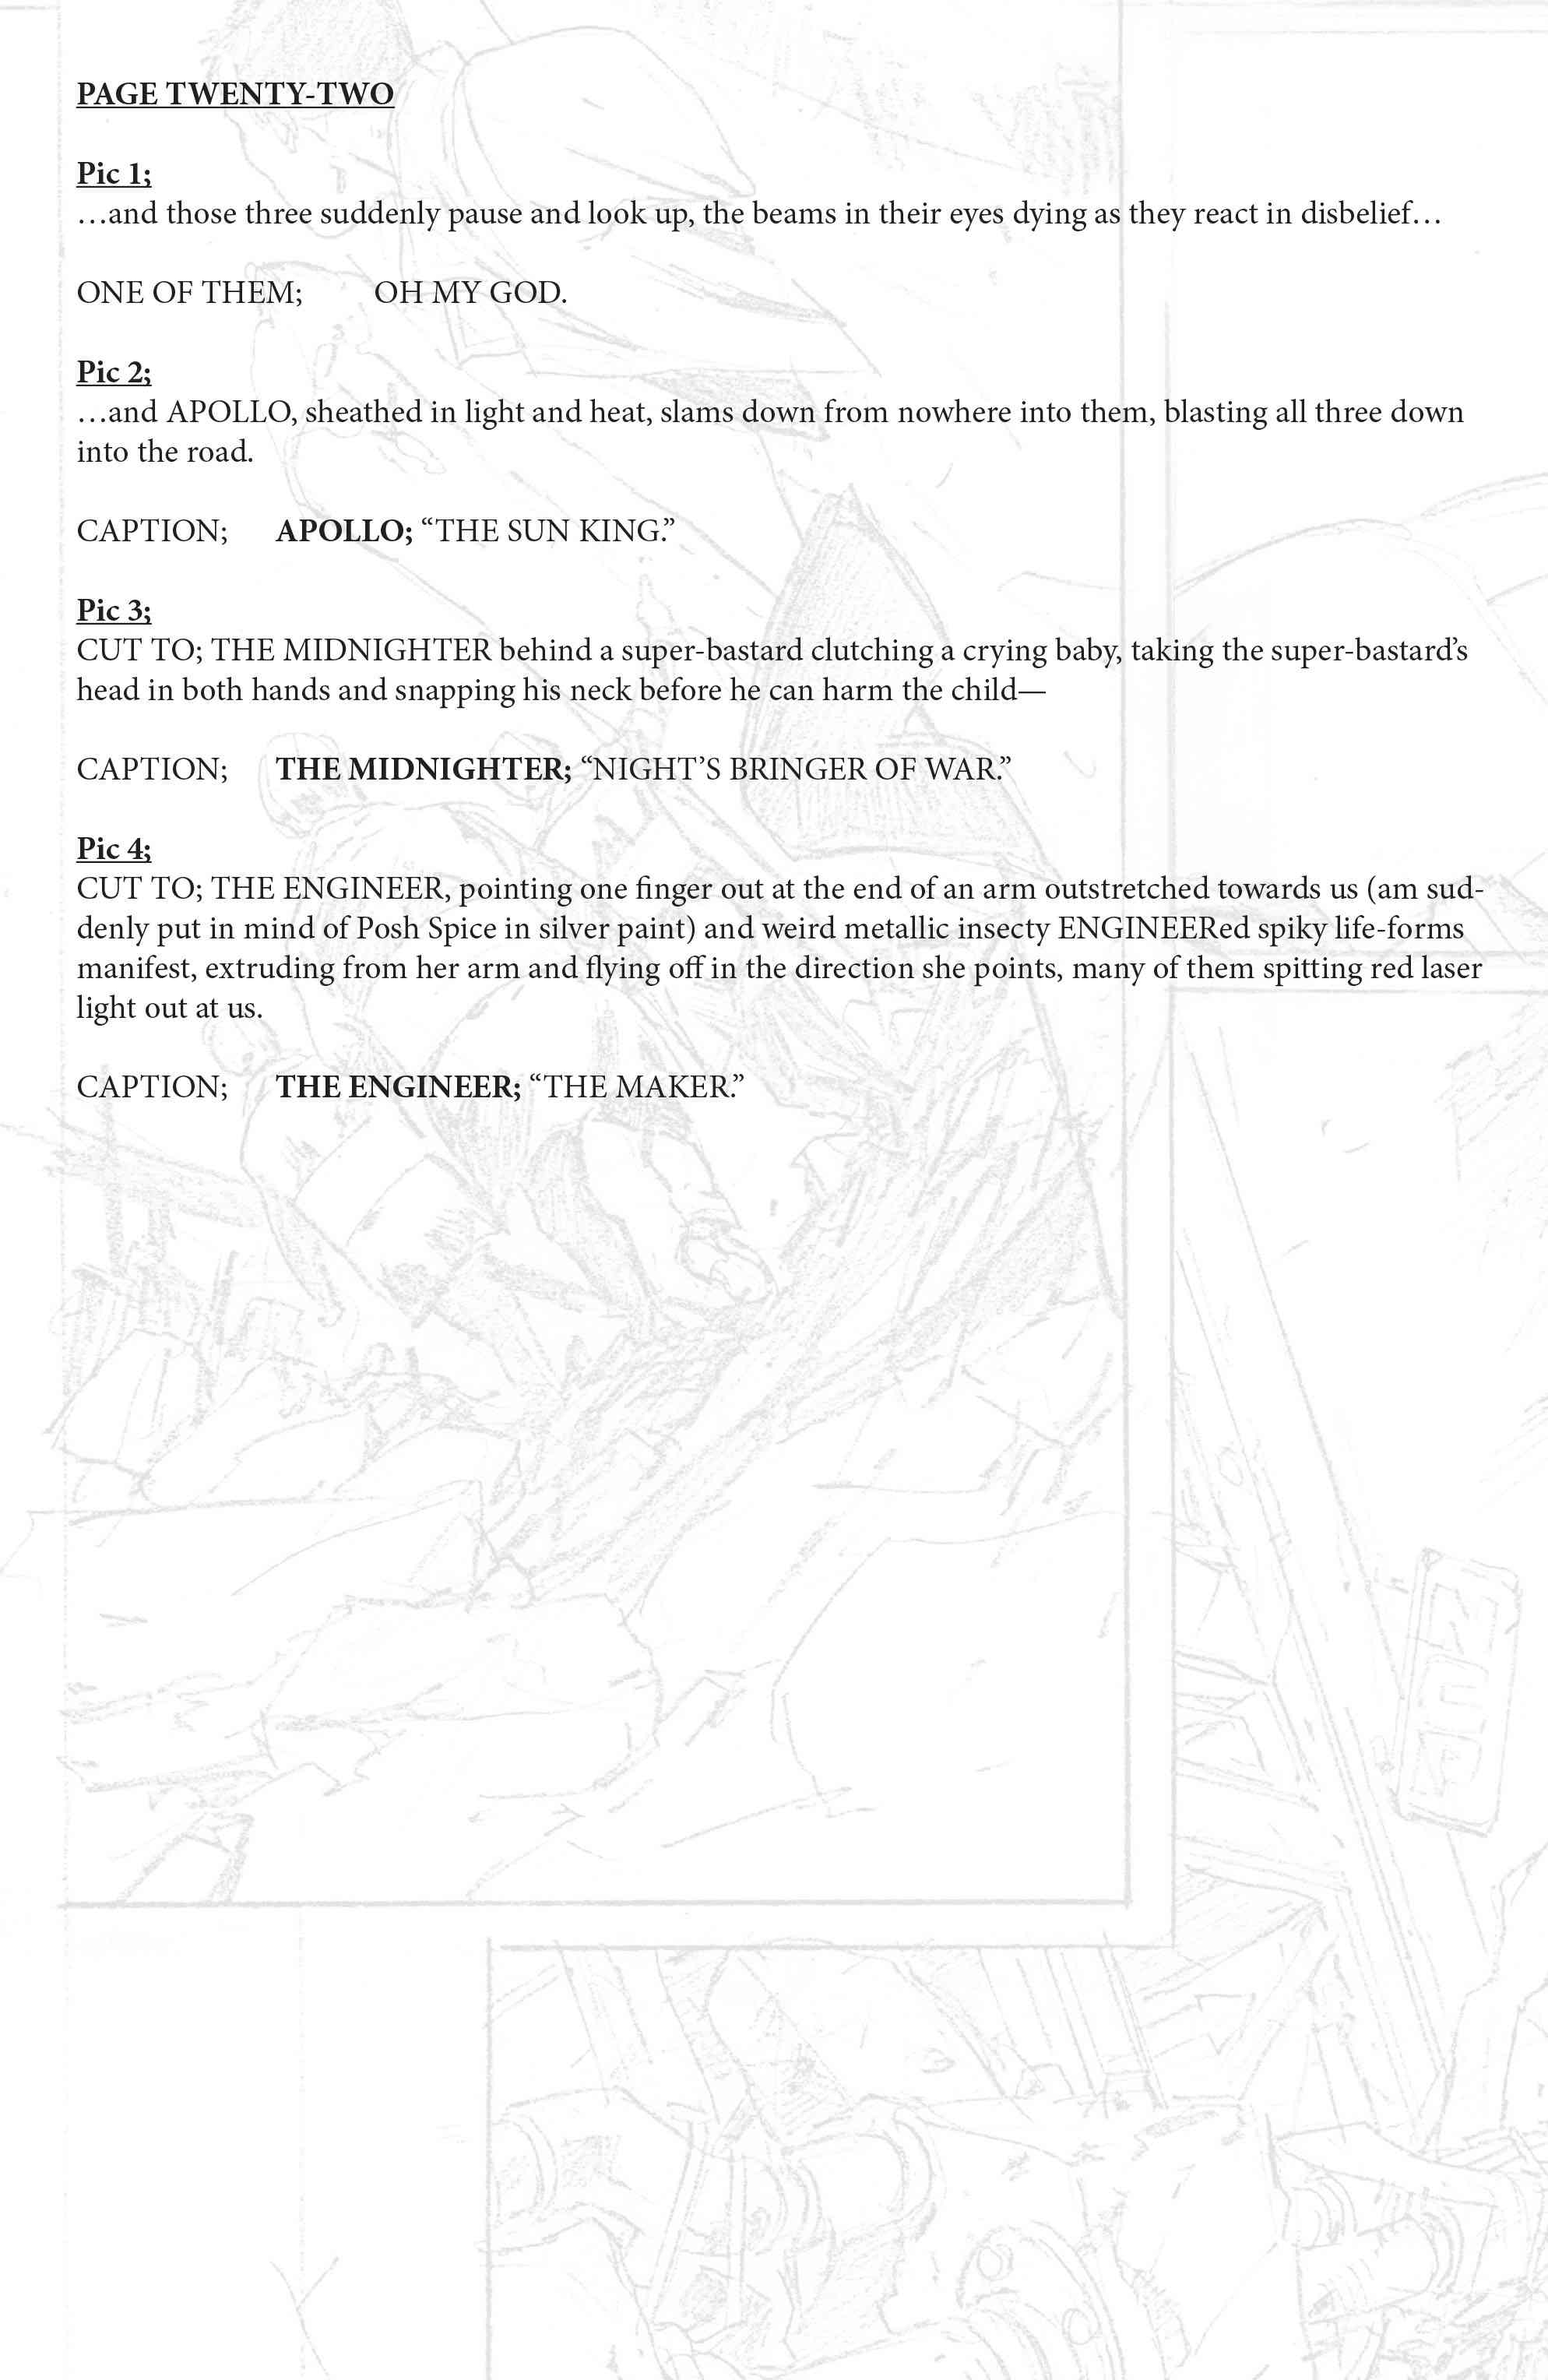 PAGE TWENTY-TWO
Pic 1;
…and those three suddenly pause and look up, the beams in their eyes dying as they react in disbelief…
ONE OF THEM; OH MY GOD.
Pic 2;
…and APOLLO, sheathed in light and heat, slams down from nowhere into them, blasting all three down
into the road.
CAPTION; APOLLO; “THE SUN KING.”
Pic 3;
CUT TO; THE MIDNIGHTER behind a super-bastard clutching a crying baby, taking the super-bastard’s
head in both hands and snapping his neck before he can harm the child—
CAPTION; THE MIDNIGHTER; “NIGHT’S BRINGER OF WAR.”
Pic 4;
CUT TO; THE ENGINEER, pointing one finger out at the end of an arm outstretched towards us (am sud-
denly put in mind of Posh Spice in silver paint) and weird metallic insecty ENGINEERed spiky life-forms
manifest, extruding from her arm and flying off in the direction she points, many of them spitting red laser
light out at us.
CAPTION; THE ENGINEER; “THE MAKER.”